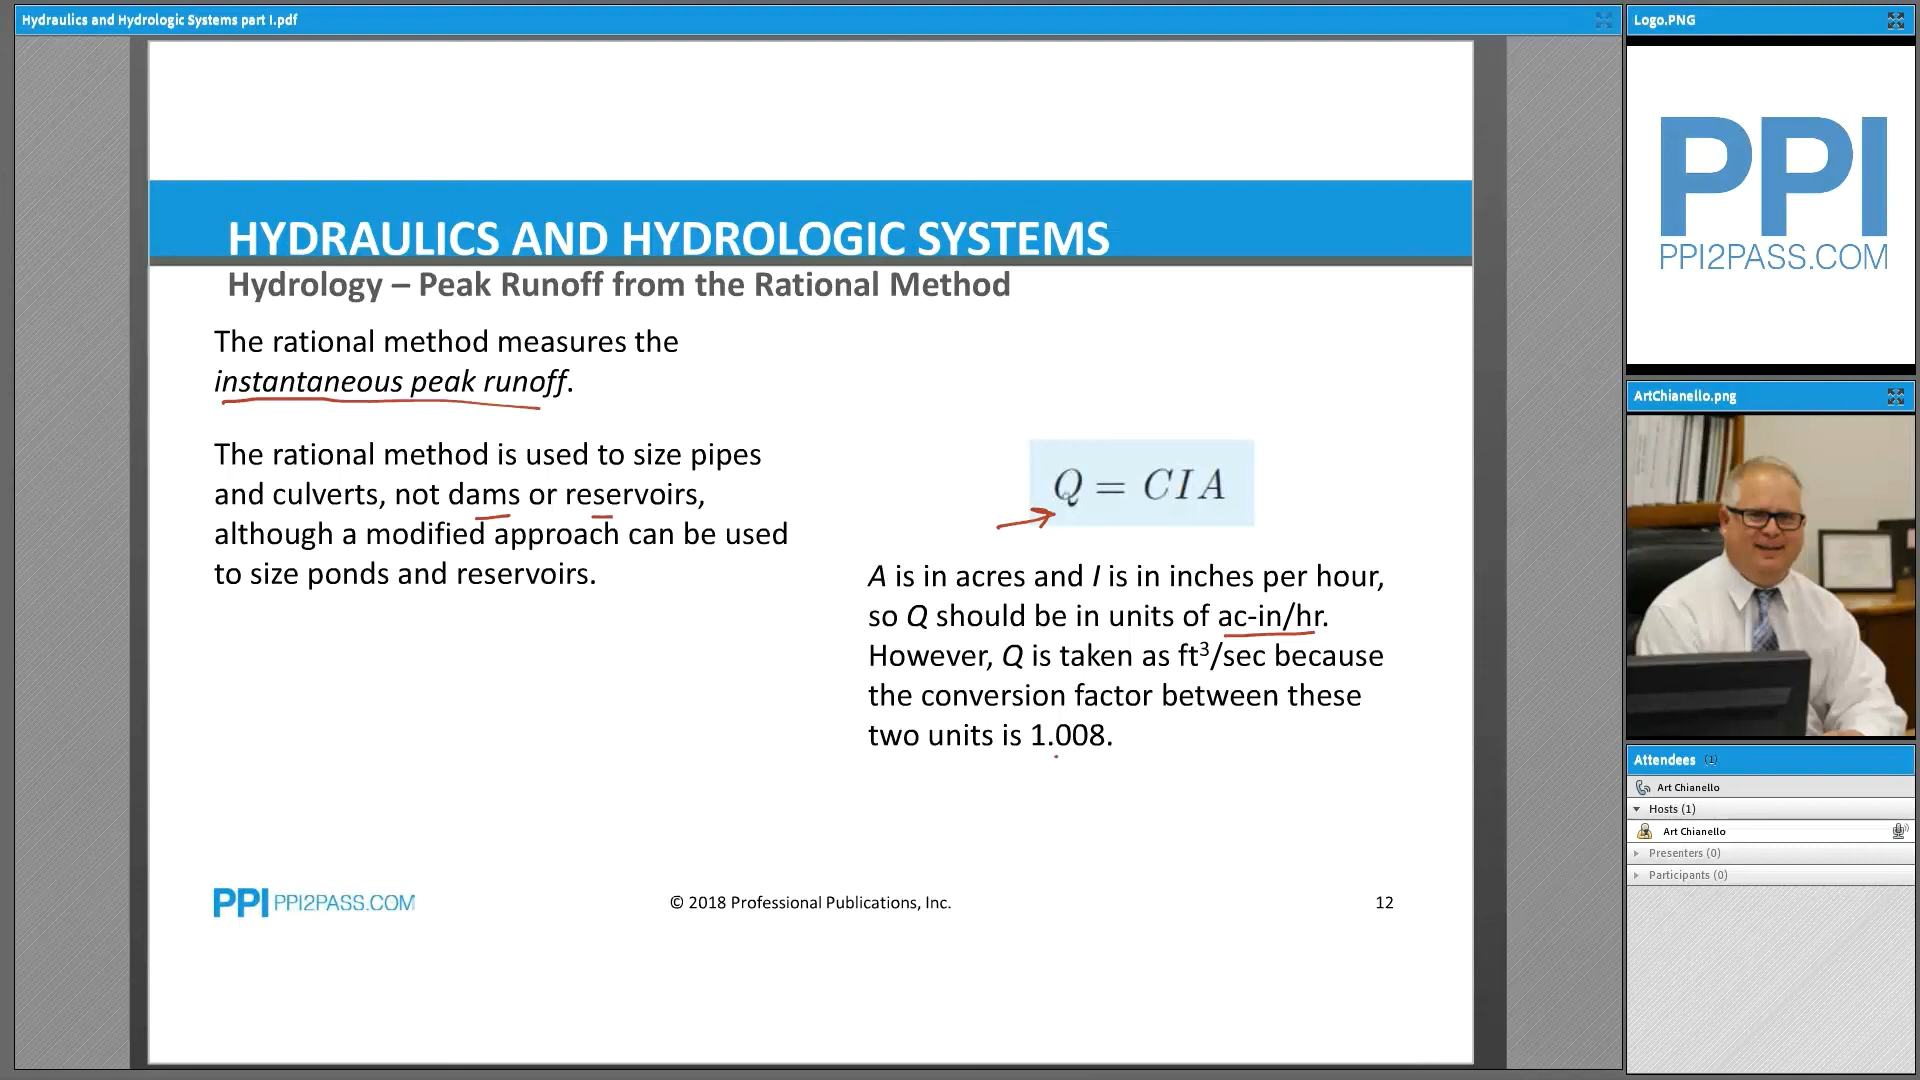 Hydraulics and Hydrologic Systems part I.pdf
HYDRAULICS AND HYDROLOGIC SYSTEMS
Hydrology – Peak Runoff from the Rational Method
The rational method measures the
instantaneous peak runoff.
The rational method is used to size pipes
and culverts, not dams or reservoirs,
although a modified approach can be used
to size ponds and reservoirs.
Q = CIA
A is in acres and I is in inches per hour,
so Q should be in units of ac-in/hr.
However, Q is taken as ft³/sec because
the conversion factor between these
two units is 1.008.
PPI PPI2PASS.COM
© 2018 Professional Publications, Inc.
12
Logo.PNG
PPI
PPI2PASS.COM
ArtChianello.png
Attendees (1)
Art Chianello
Hosts (1)
Art Chianello
Presenters (0)
Participants (0)